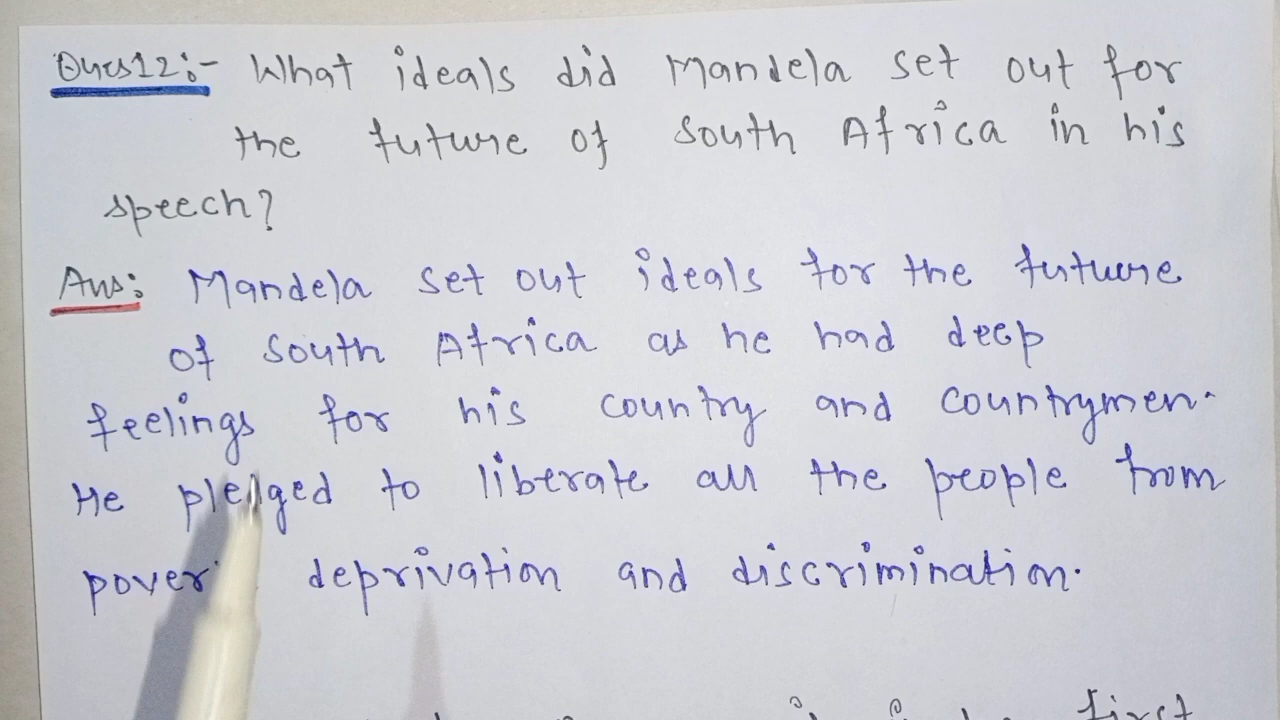 Ques12:- What ideals did Mandela set out for
the future of South Africa in his
speech?
Ans: Mandela set out ideals for the future
of South Africa as he had deep
feelings for his country and countrymen.
He pledged to liberate all the people from
deprivation and discrimination.
first